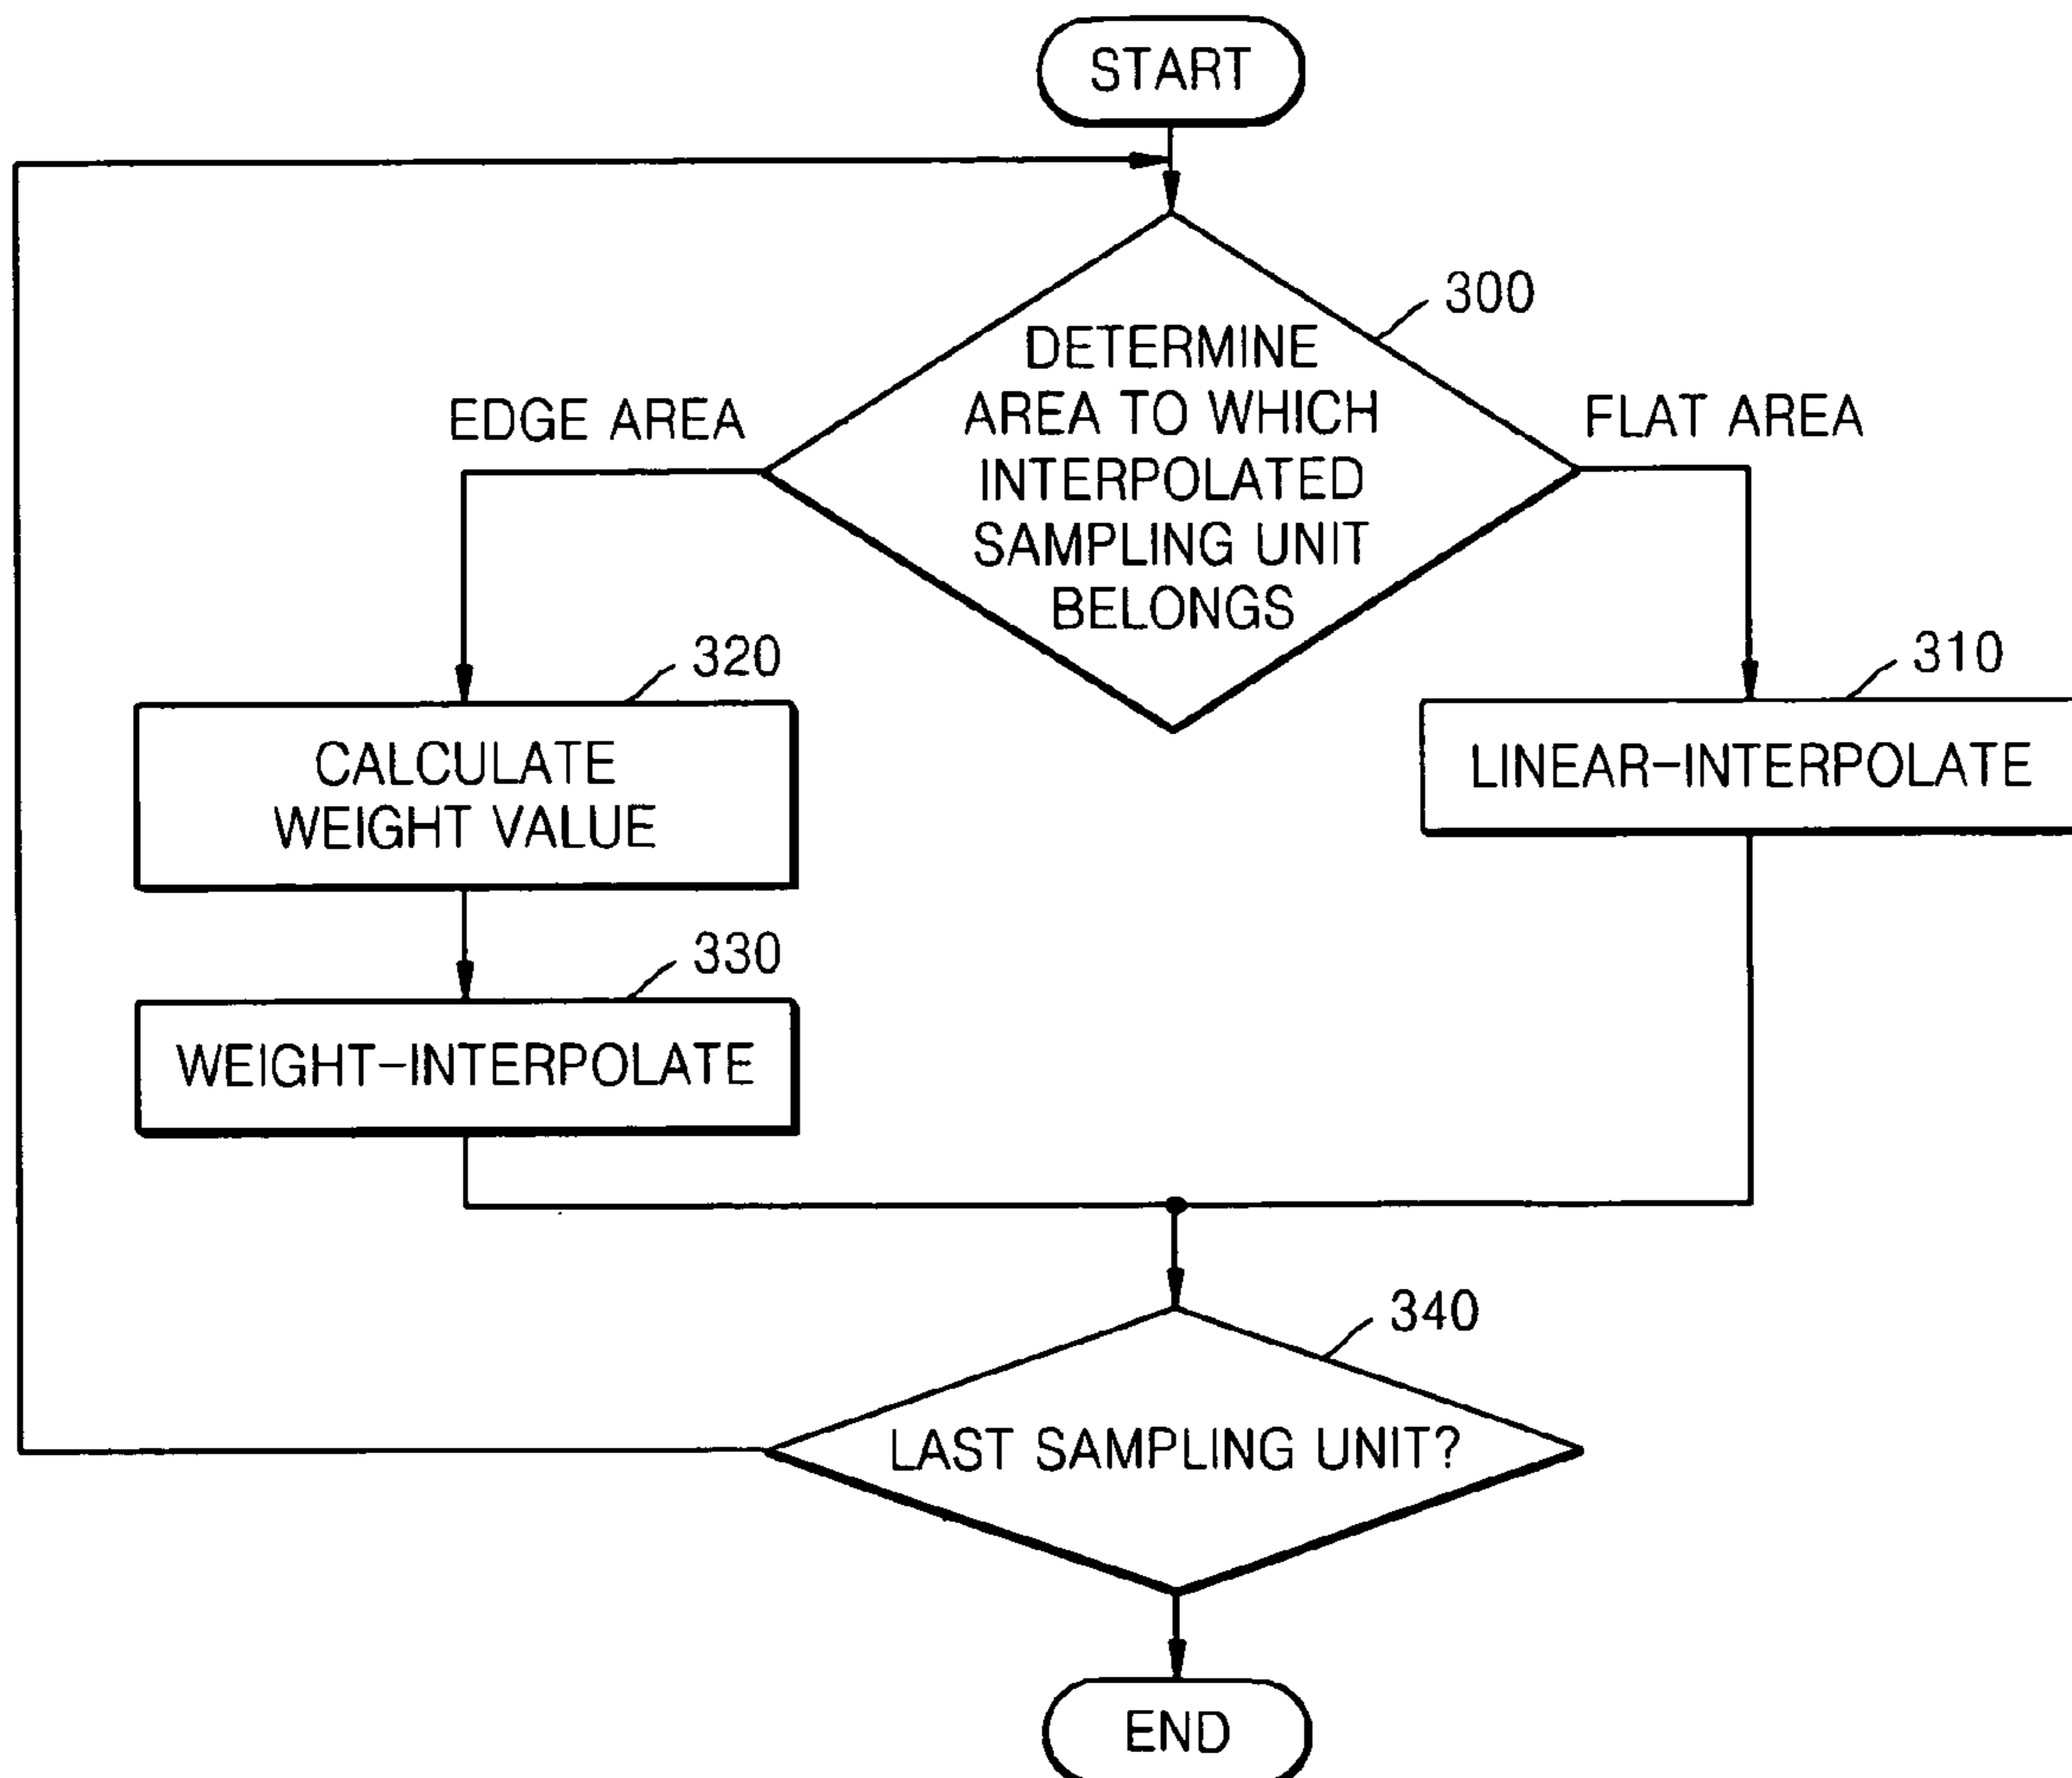 START
300
DETERMINE
AREA TO WHICH
INTERPOLATED
SAMPLING UNIT
BELONGS
EDGE AREA
FLAT AREA
320
CALCULATE
WEIGHT VALUE
310
LINEAR-INTERPOLATE
330
WEIGHT-INTERPOLATE
340
LAST SAMPLING UNIT?
END